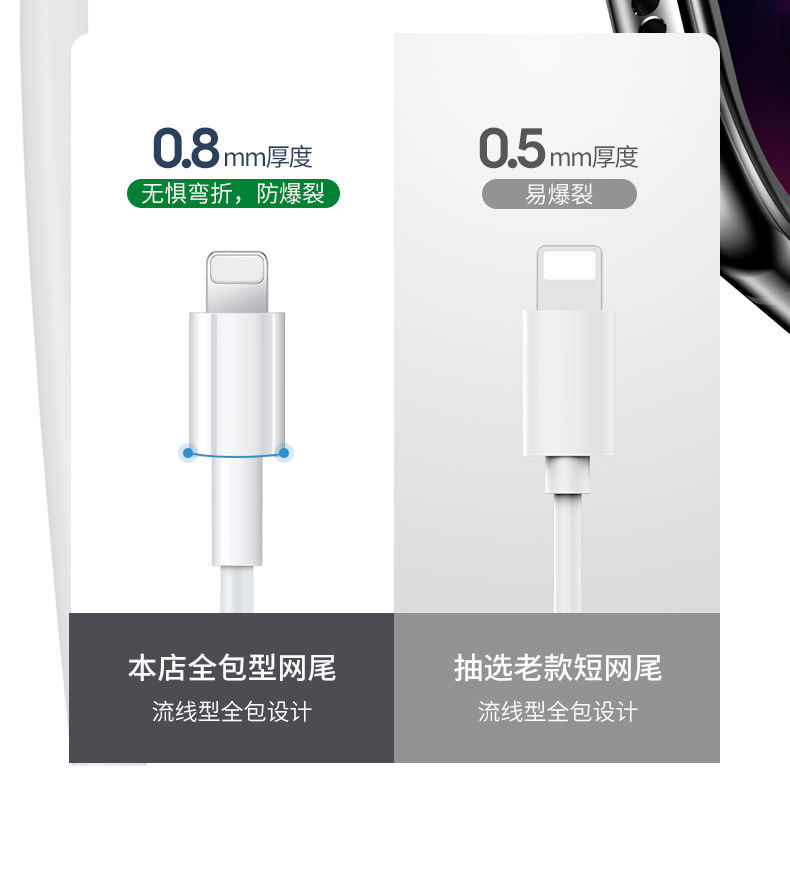 0.8mm厚度
无惧弯折，防爆裂
本店全包型网尾
流线型全包设计
0.5mm厚度
易爆裂
抽选老款短网尾
流线型全包设计